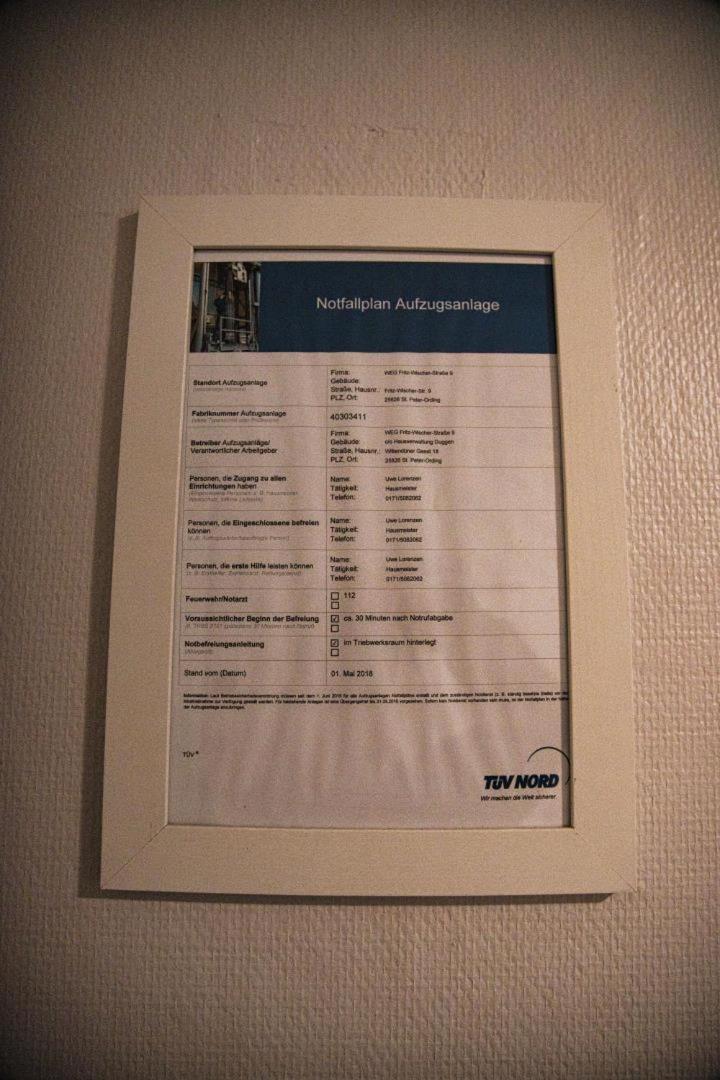 Notfallplan Aufzugsanlage
Standort Aufzugsanlage
Firma: WEG Fritz-Wischer-Straße 9
Gebäude:
Straße, Hausnr.: Fritz-Wischer-Str. 9
PLZ, Ort: 25826 St. Peter-Ording
Fabriknummer Aufzugsanlage
40303411
Betreiber Aufzugsanlage/
Verantwortlicher Arbeitgeber
Firma: WEG Fritz-Wischer-Straße 9
Gebäude: c/o Hausverwaltung Duggen
Straße, Hausnr.: Wittendüner Geest 18
PLZ, Ort: 25826 St. Peter-Ording
Personen, die Zugang zu allen
Einrichtungen haben
Name: Uwe Lorenzen
Tätigkeit: Hausmeister
Telefon: 0171/5082062
Personen, die Eingeschlossene befreien
können
Name: Uwe Lorenzen
Tätigkeit: Hausmeister
Telefon: 0171/5082062
Personen, die erste Hilfe leisten können
Name: Uwe Lorenzen
Tätigkeit: Hausmeister
Telefon: 0171/5082062
Feuerwehr/Notarzt
☐ 112
☐
Voraussichtlicher Beginn der Befreiung
☑ ca. 30 Minuten nach Notrufabgabe
☐
Notbefreiungsanleitung
☑ im Triebwerksraum hinterlegt
☐
Stand vom (Datum) 01. Mai 2018
TÜV®
TÜV NORD
Wir machen die Welt sicherer.